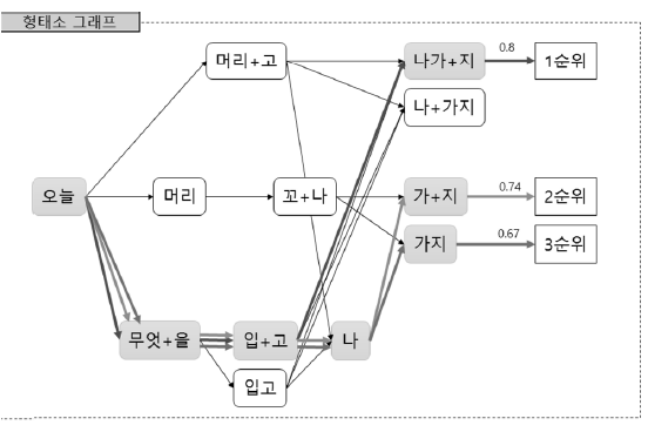 형태소 그래프
머리+고
나가+지
0.8
1순위
나+가지
오늘
머리
꼬+나
가+지
0.74
2순위
가지
0.67
3순위
무엇+을
입+고
나
입고